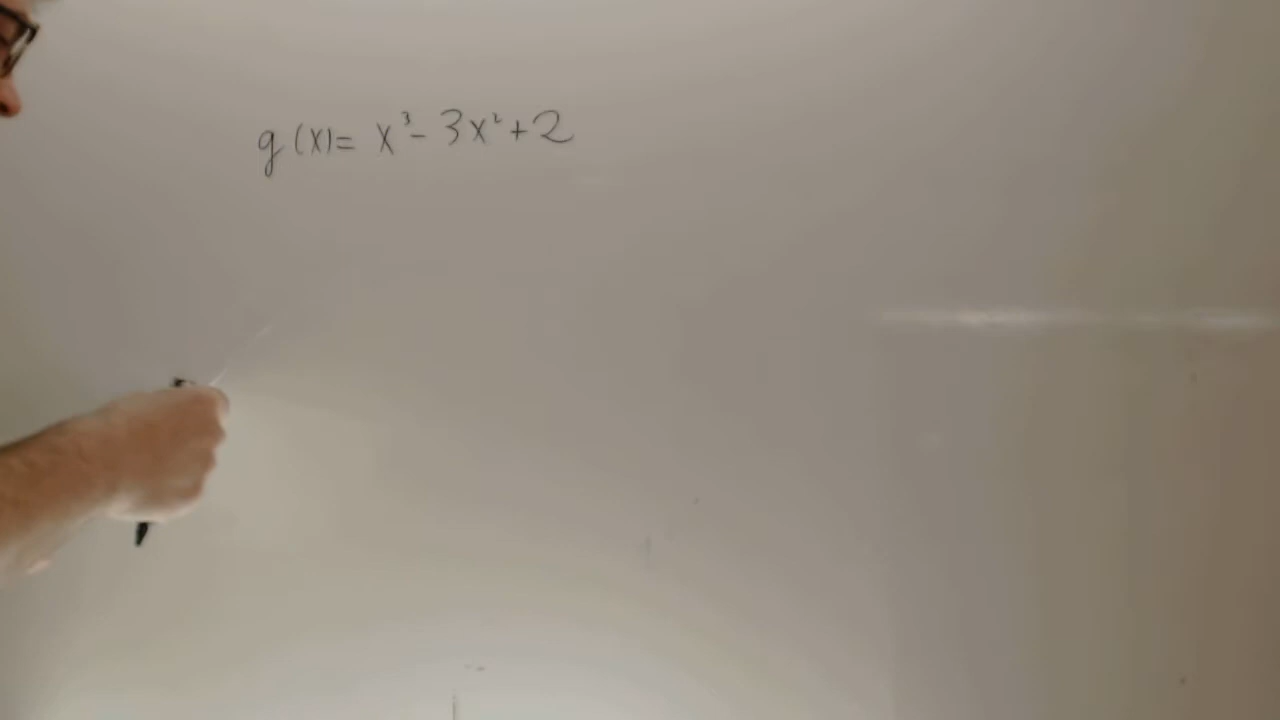 g(x)= x³- 3x²+2